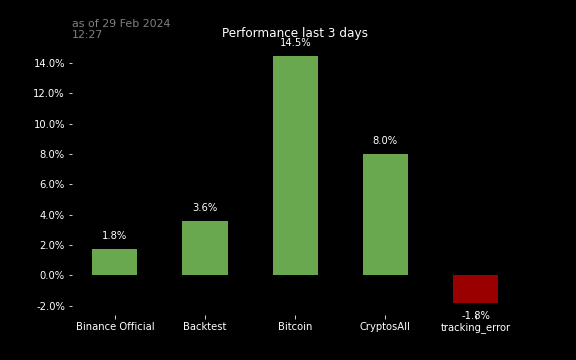 as of 29 Feb 2024
12:27
Performance last 3 days
14.5%
14.0%
12.0%
10.0%
8.0%
8.0%
6.0%
4.0%
3.6%
2.0%
1.8%
0.0%
-2.0%
-1.8%
Binance Official
Backtest
Bitcoin
CryptosAll
tracking_error